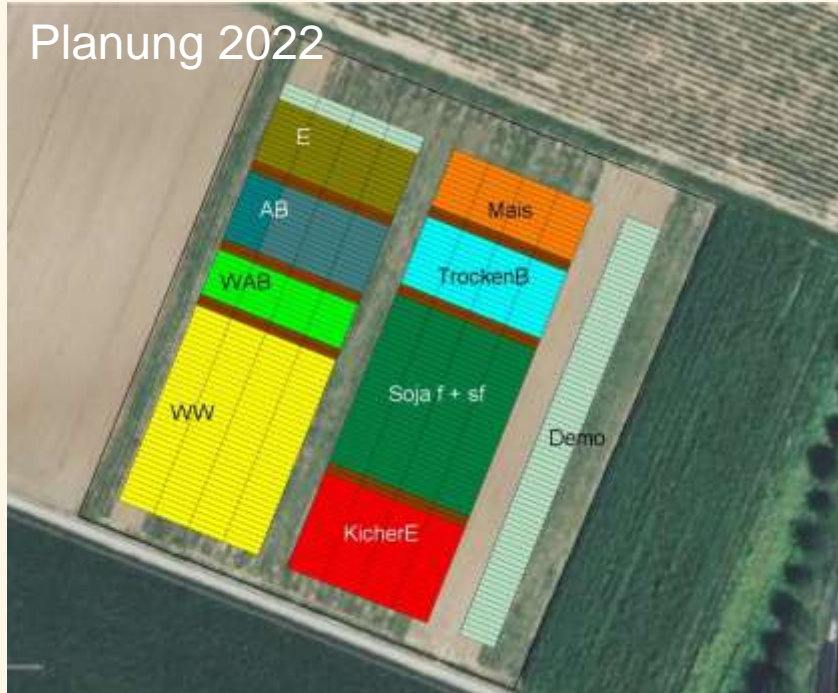 Planung 2022
E
AB
WAB
WW
Mais
TrockenB
Soja f + sf
KicherE
Demo